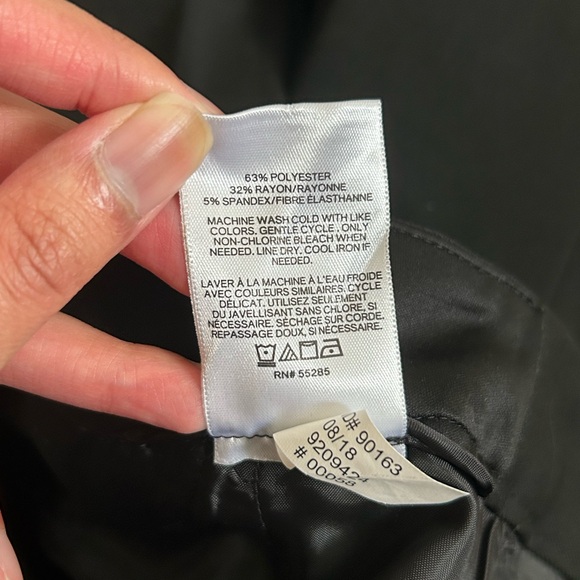 63% POLYESTER
32% RAYON/RAYONNE
5% SPANDEX/FIBRE ÉLASTHANNE
MACHINE WASH COLD WITH LIKE
COLORS. GENTLE CYCLE. ONLY
NON-CHLORINE BLEACH WHEN
NEEDED. LINE DRY. COOL IRON IF
NEEDED.
LAVER À LA MACHINE À L'EAU FROIDE
AVEC COULEURS SIMILAIRES. CYCLE
DÉLICAT. UTILISEZ SEULEMENT
DU JAVELLISANT SANS CHLORE, SI
NÉCESSAIRE. SÉCHAGE SUR CORDE.
REPASSAGE DOUX, SI NÉCESSAIRE.
RN# 55285
D# 90163
08/18
9209424
# 00058